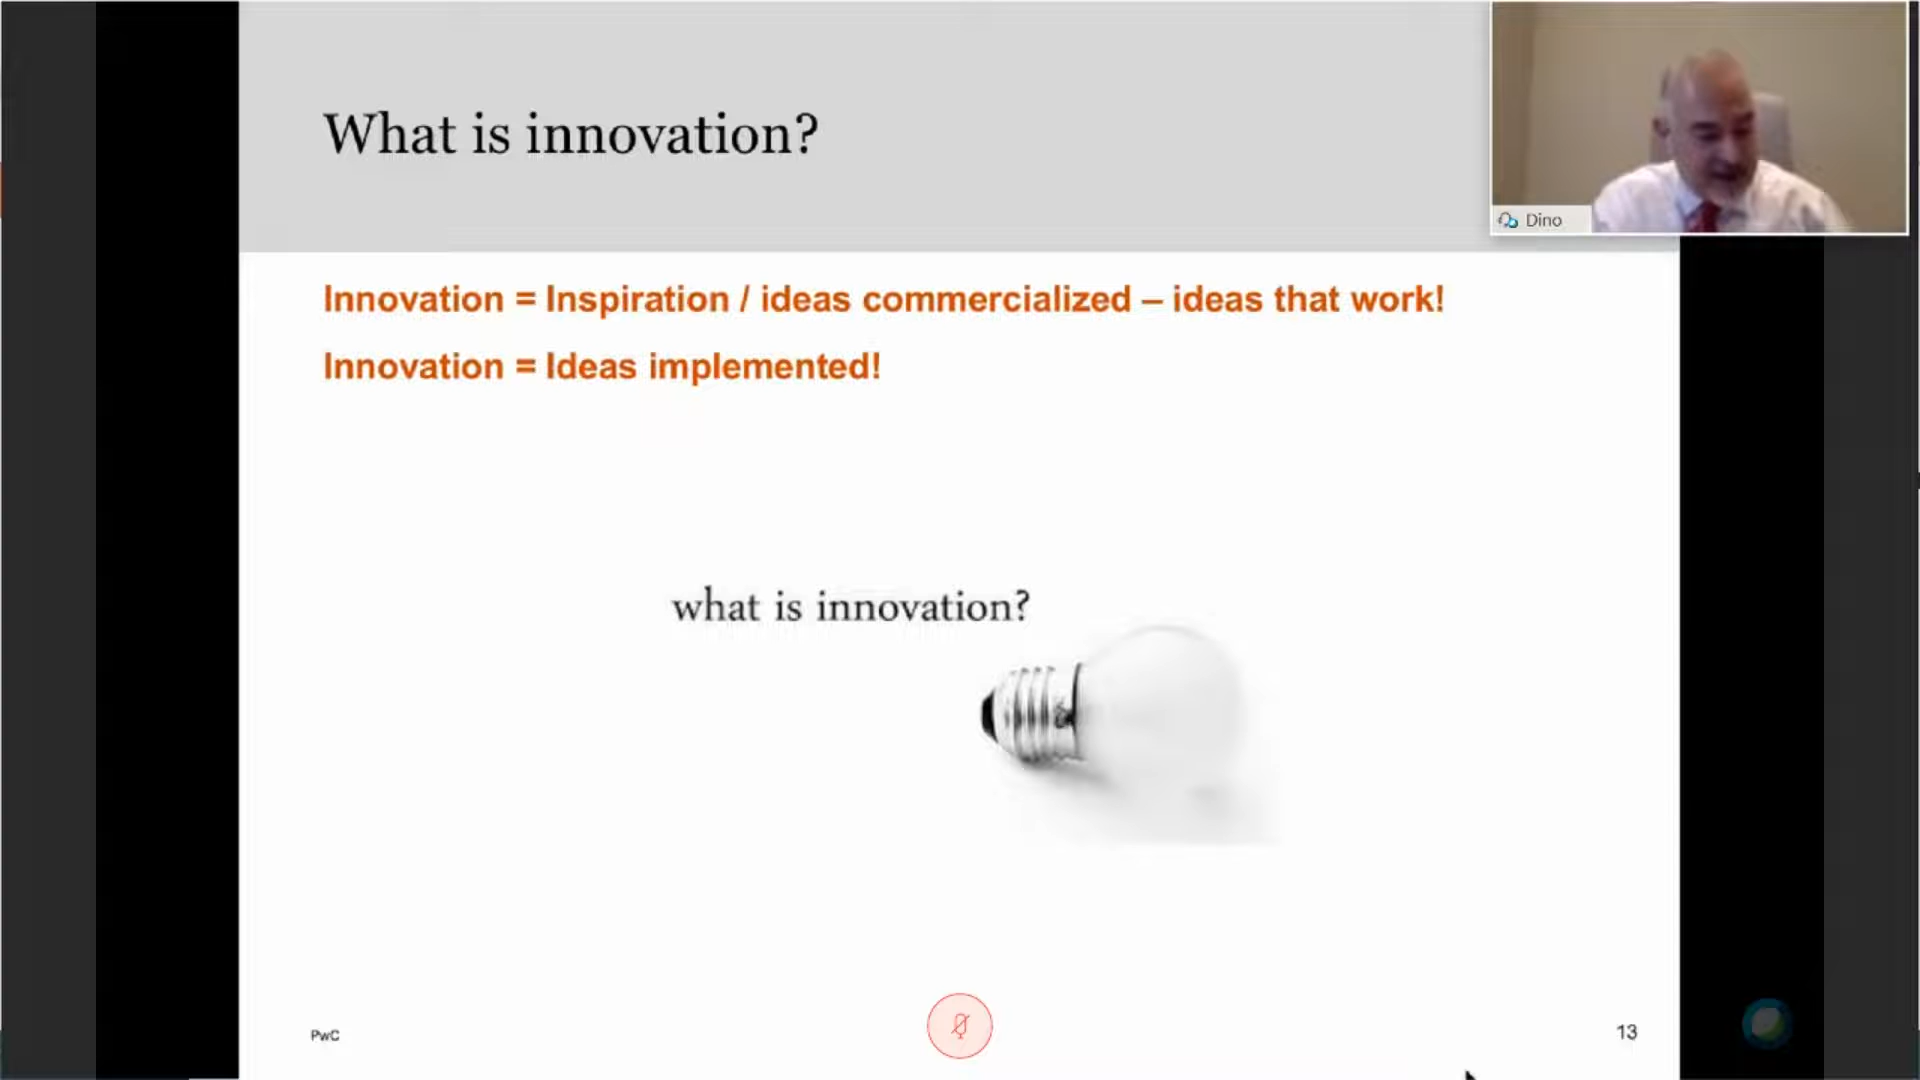 What is innovation?
Dino
Innovation = Inspiration / ideas commercialized – ideas that work!
Innovation = Ideas implemented!
what is innovation?
PwC
13